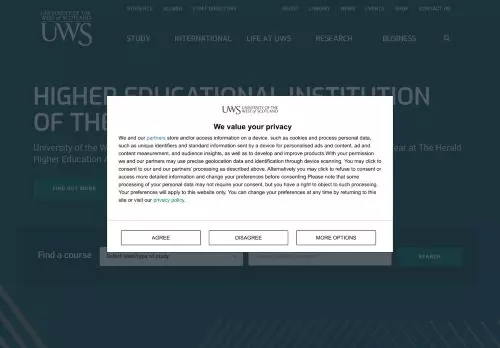 UNIVERSITY OF THE
WEST of SCOTLAND
UWS
STUDENTS ALUMNI STAFF DIRECTORY ABOUT LIBRARY NEWS EVENTS SHOP CONTACT US
STUDY INTERNATIONAL LIFE AT UWS RESEARCH BUSINESS
HIGHER EDUCATIONAL INSTITUTION
OF THE
University of the W
ear at The Herald
Higher Education A
FIND OUT MORE
UWS UNIVERSITY OF THE
WEST of SCOTLAND
We value your privacy
We and our partners store and/or access information on a device, such as cookies and process personal data,
such as unique identifiers and standard information sent by a device for personalised ads and content, ad and
content measurement, and audience insights, as well as to develop and improve products.With your permission
we and our partners may use precise geolocation data and identification through device scanning. You may click to
consent to our and our partners' processing as described above. Alternatively you may click to refuse to consent or
access more detailed information and change your preferences before consenting.Please note that some
processing of your personal data may not require your consent, but you have a right to object to such processing.
Your preferences will apply to this website only. You can change your preferences at any time by returning to this
site or visit our privacy policy.
AGREE DISAGREE MORE OPTIONS
Find a course Select level/type of study SEARCH